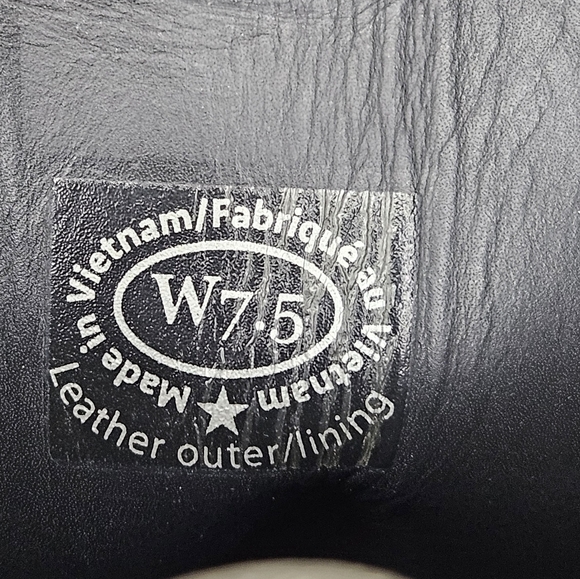 Made in Vietnam/Fabriqué au Vietnam
W7.5
Leather outer/lining